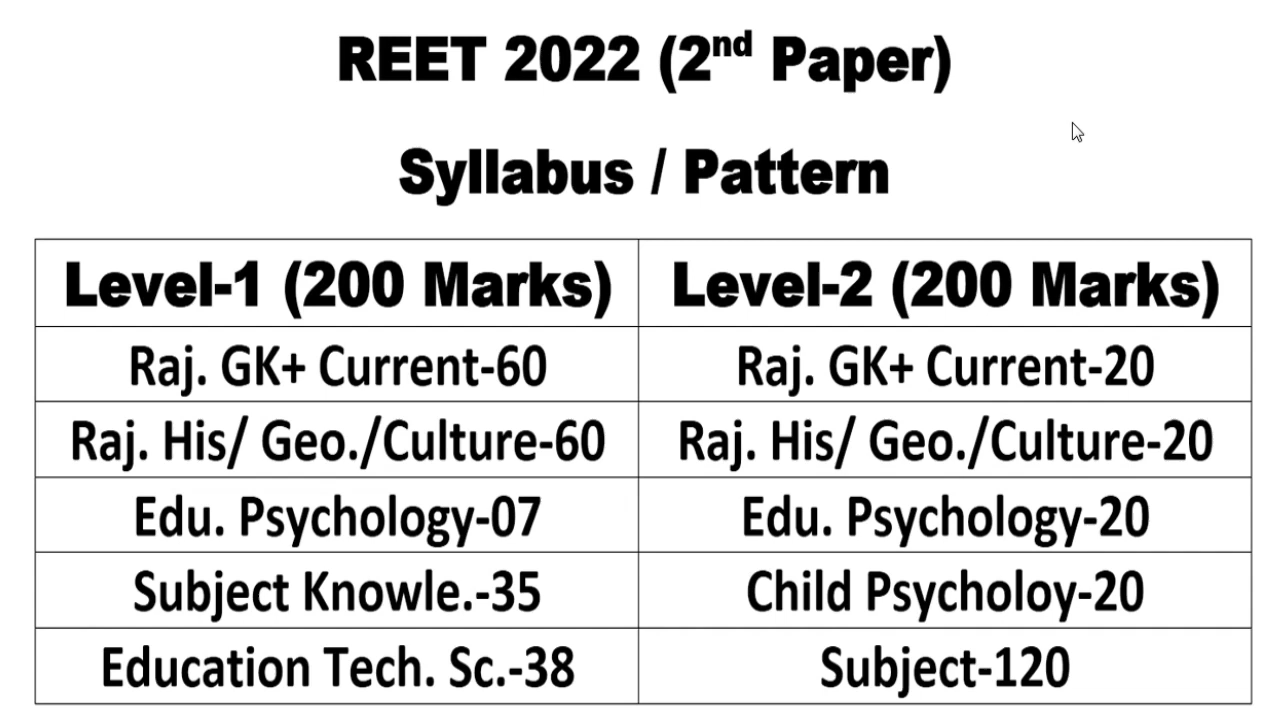 REET 2022 (2nd Paper)
Syllabus / Pattern
Level-1 (200 Marks) Level-2 (200 Marks)
Raj. GK+ Current-60 Raj. GK+ Current-20
Raj. His/ Geo./Culture-60 Raj. His/ Geo./Culture-20
Edu. Psychology-07 Edu. Psychology-20
Subject Knowle.-35 Child Psycholoy-20
Education Tech. Sc.-38 Subject-120